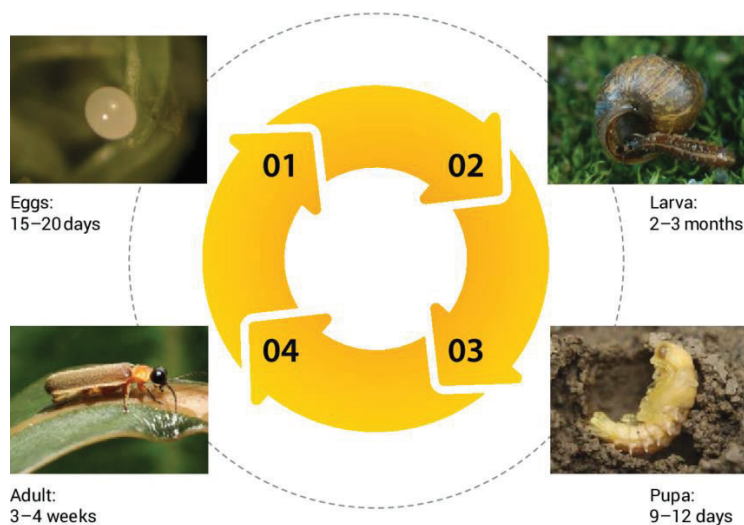 01
02
Eggs:
15–20 days
Larva:
2–3 months
04
03
Adult:
3–4 weeks
Pupa:
9–12 days